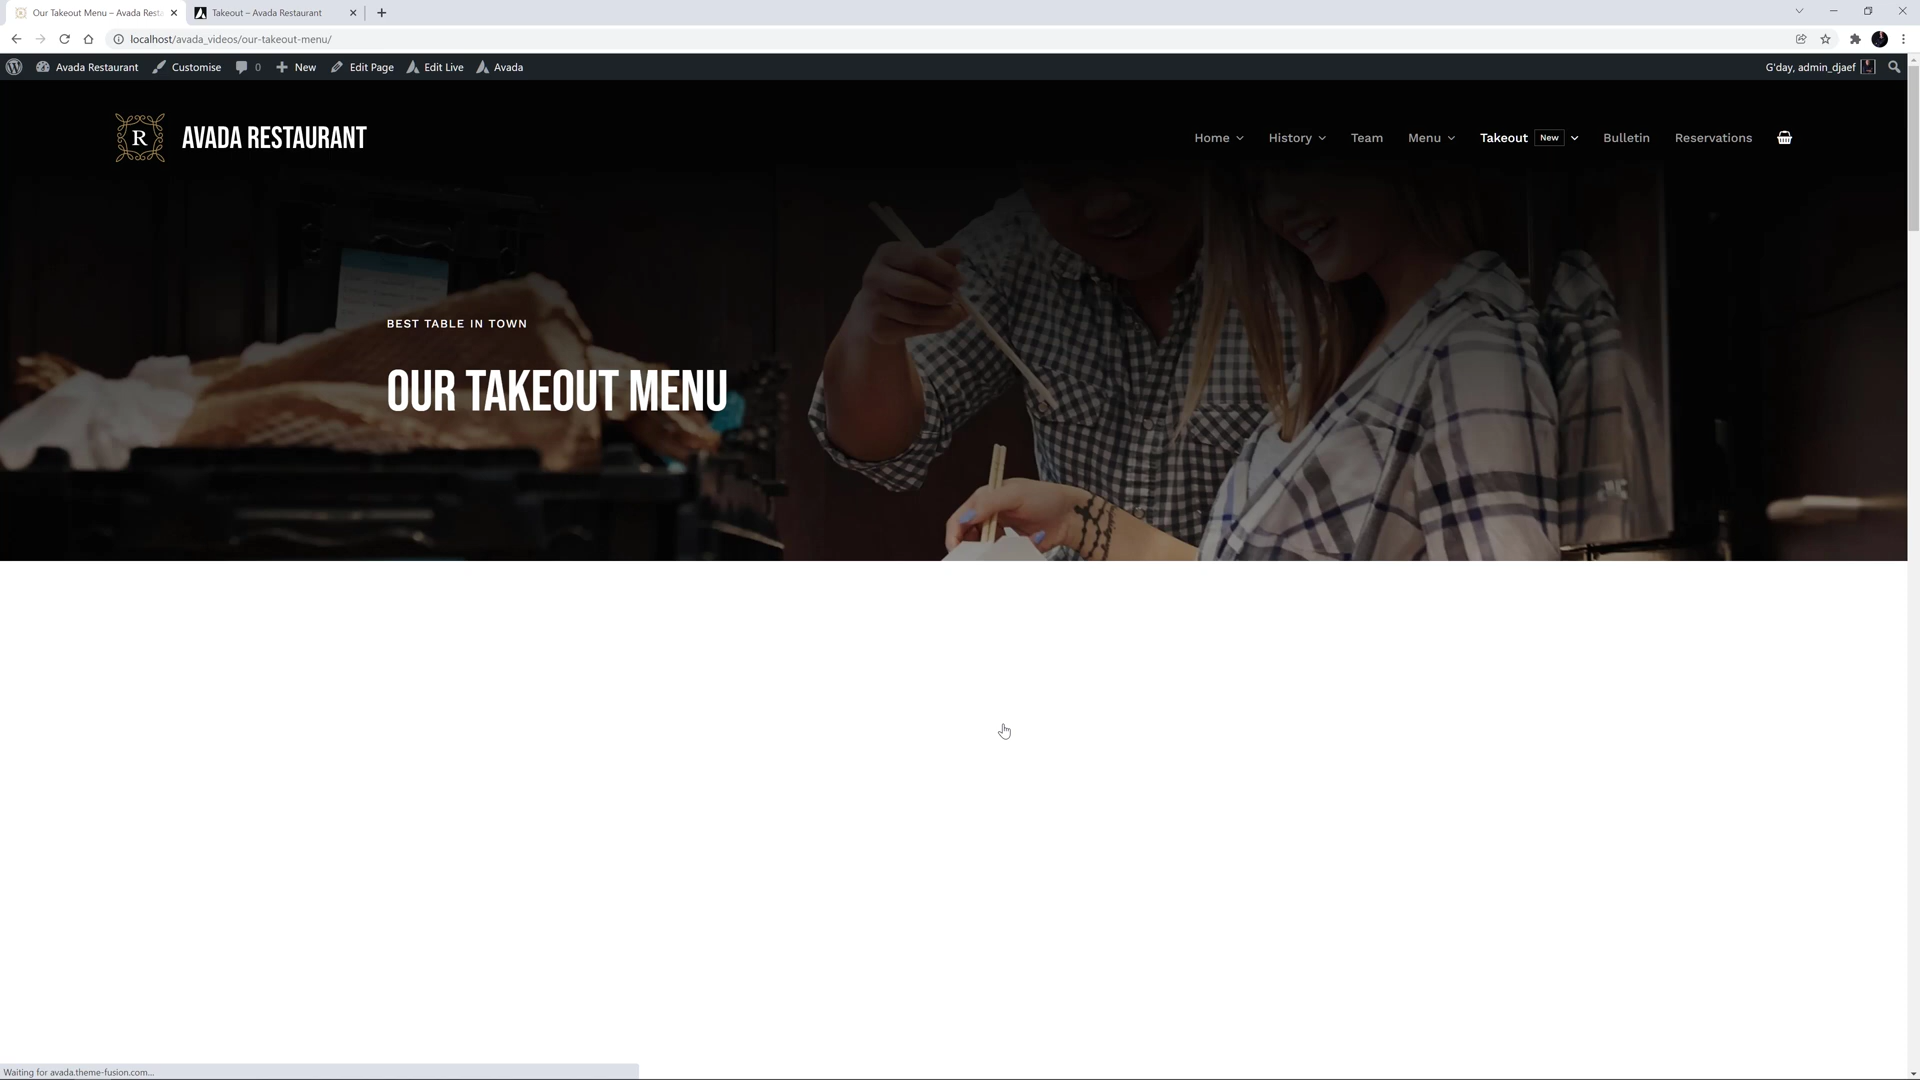 Our Takeout Menu – Avada Resta
Takeout – Avada Restaurant
localhost/avada_videos/our-takeout-menu/
Avada Restaurant Customise 0 New Edit Page Edit Live Avada G'day, admin_djaef
R AVADA RESTAURANT Home History Team Menu Takeout New Bulletin Reservations
BEST TABLE IN TOWN
OUR TAKEOUT MENU
Waiting for avada.theme-fusion.com...